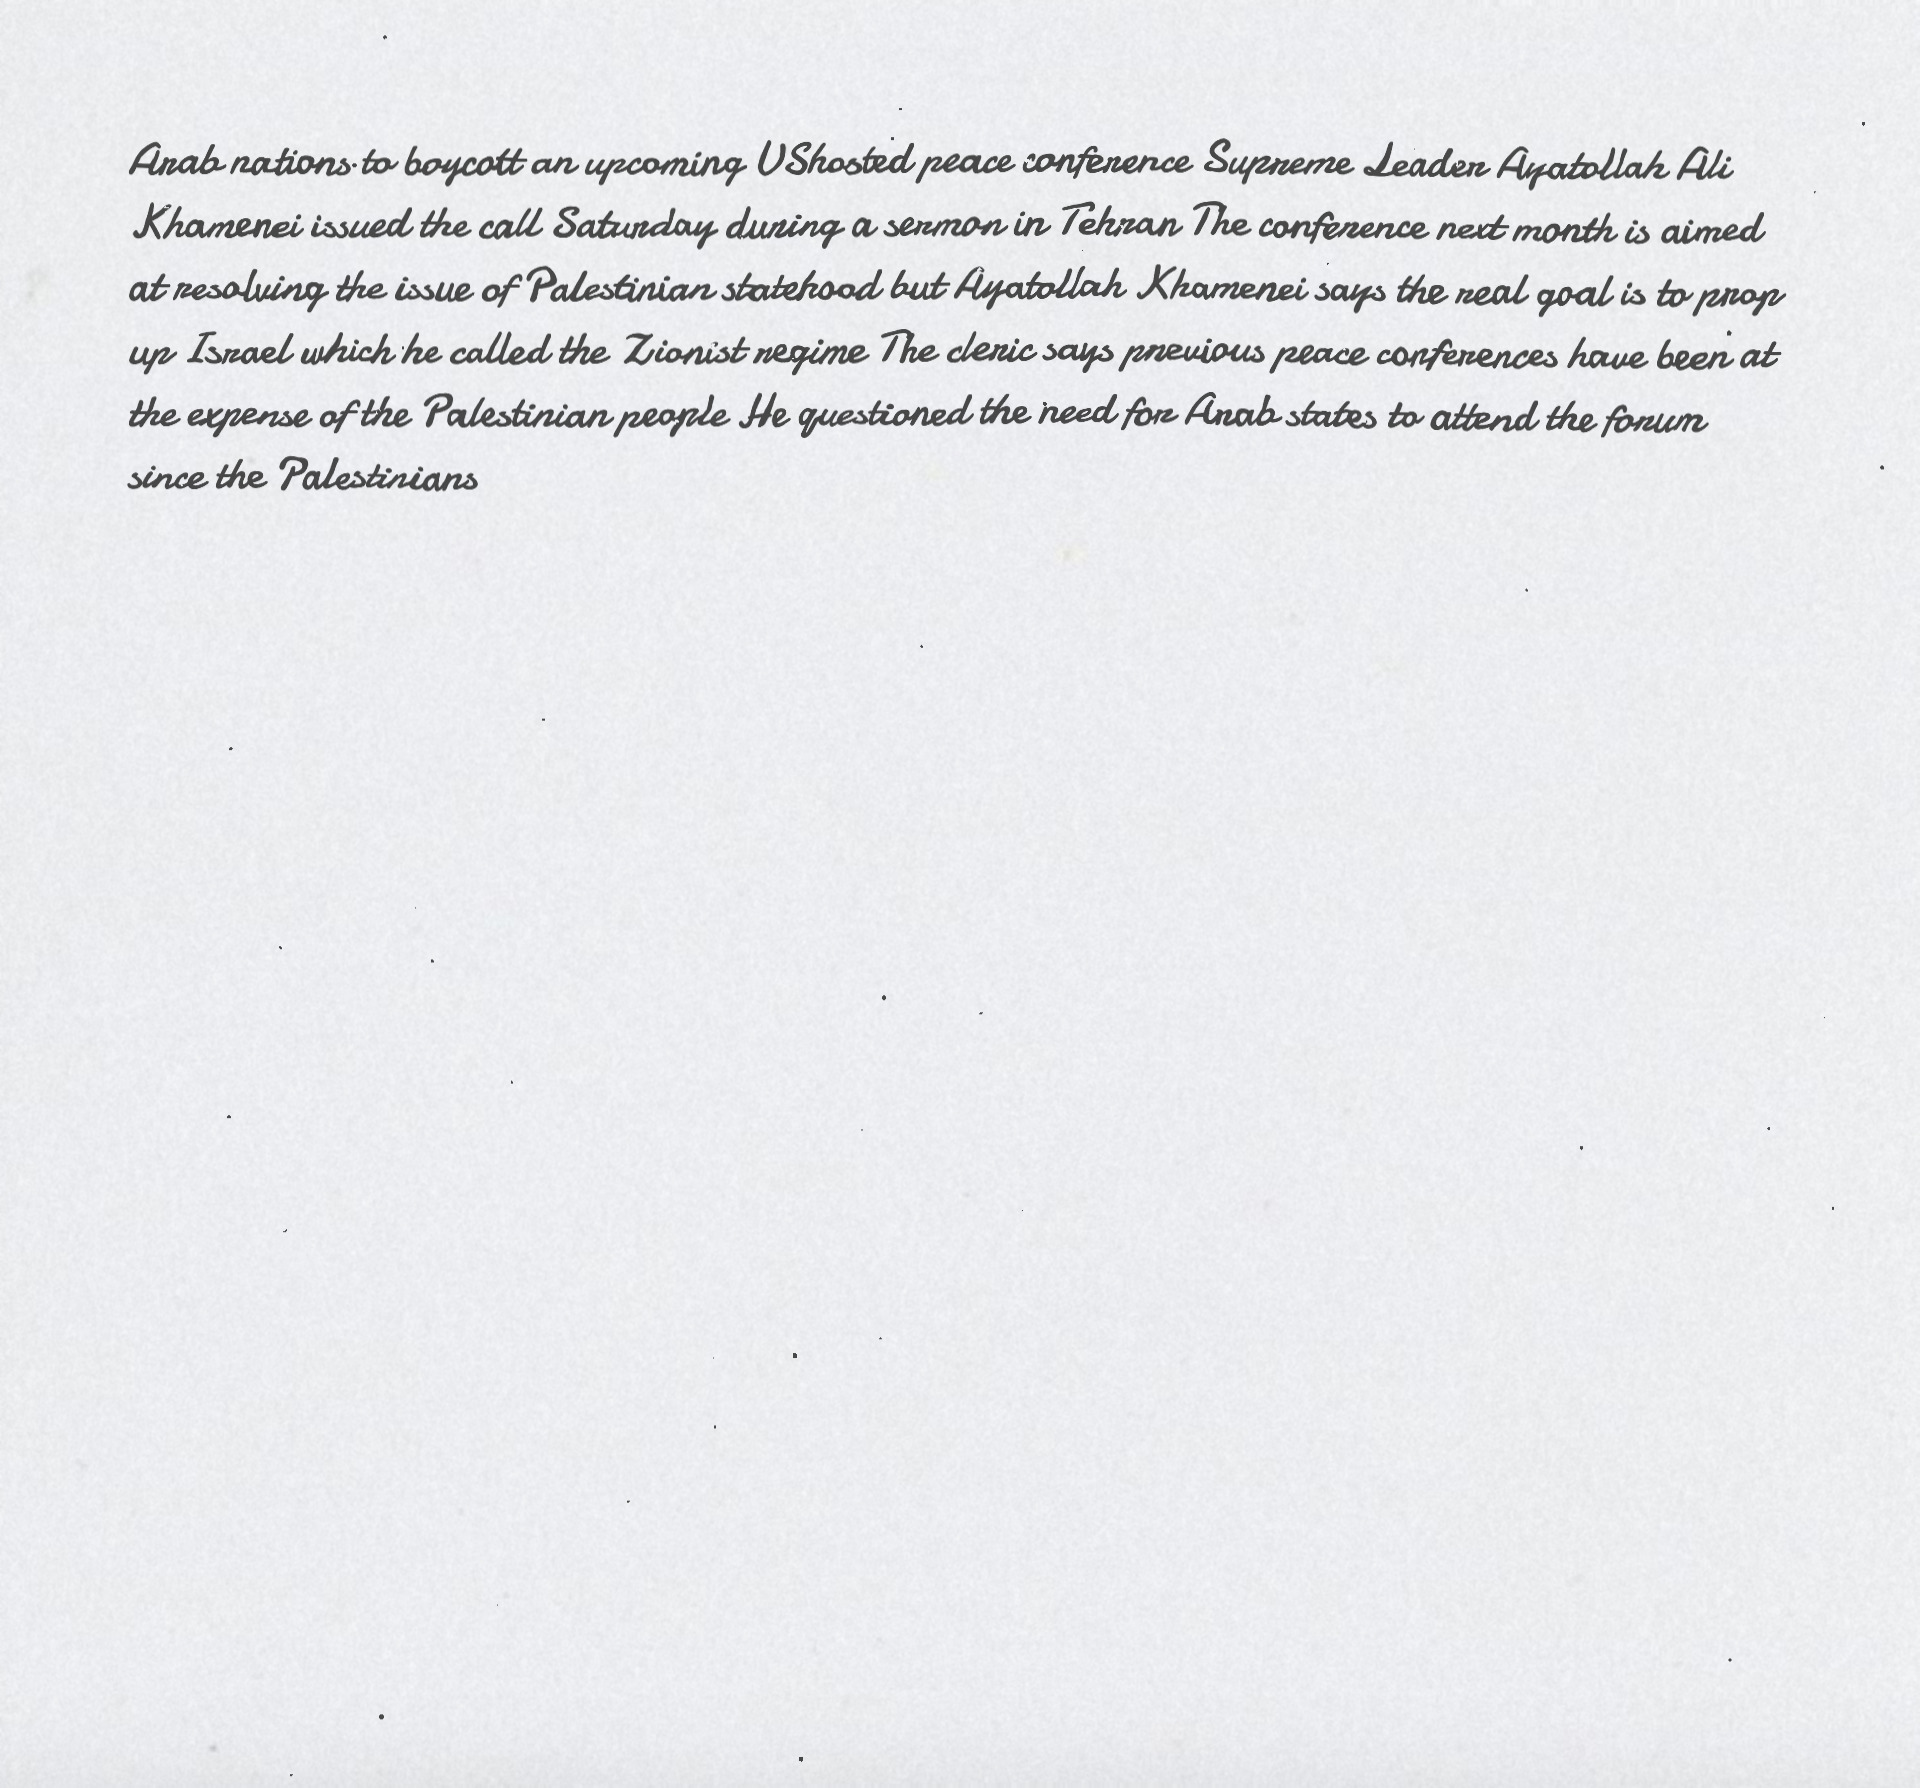 Arab nations to boycott an upcoming UShosted peace conference Supreme Leader Ayatollah Ali
Khamenei issued the call Saturday during a sermon in Tehran The conference next month is aimed
at resolving the issue of Palestinian statehood but Ayatollah Khamenei says the real goal is to prop
up Israel which he called the Zionist regime The cleric says previous peace conferences have been at
the expense of the Palestinian people He questioned the need for Arab states to attend the forum
since the Palestinians